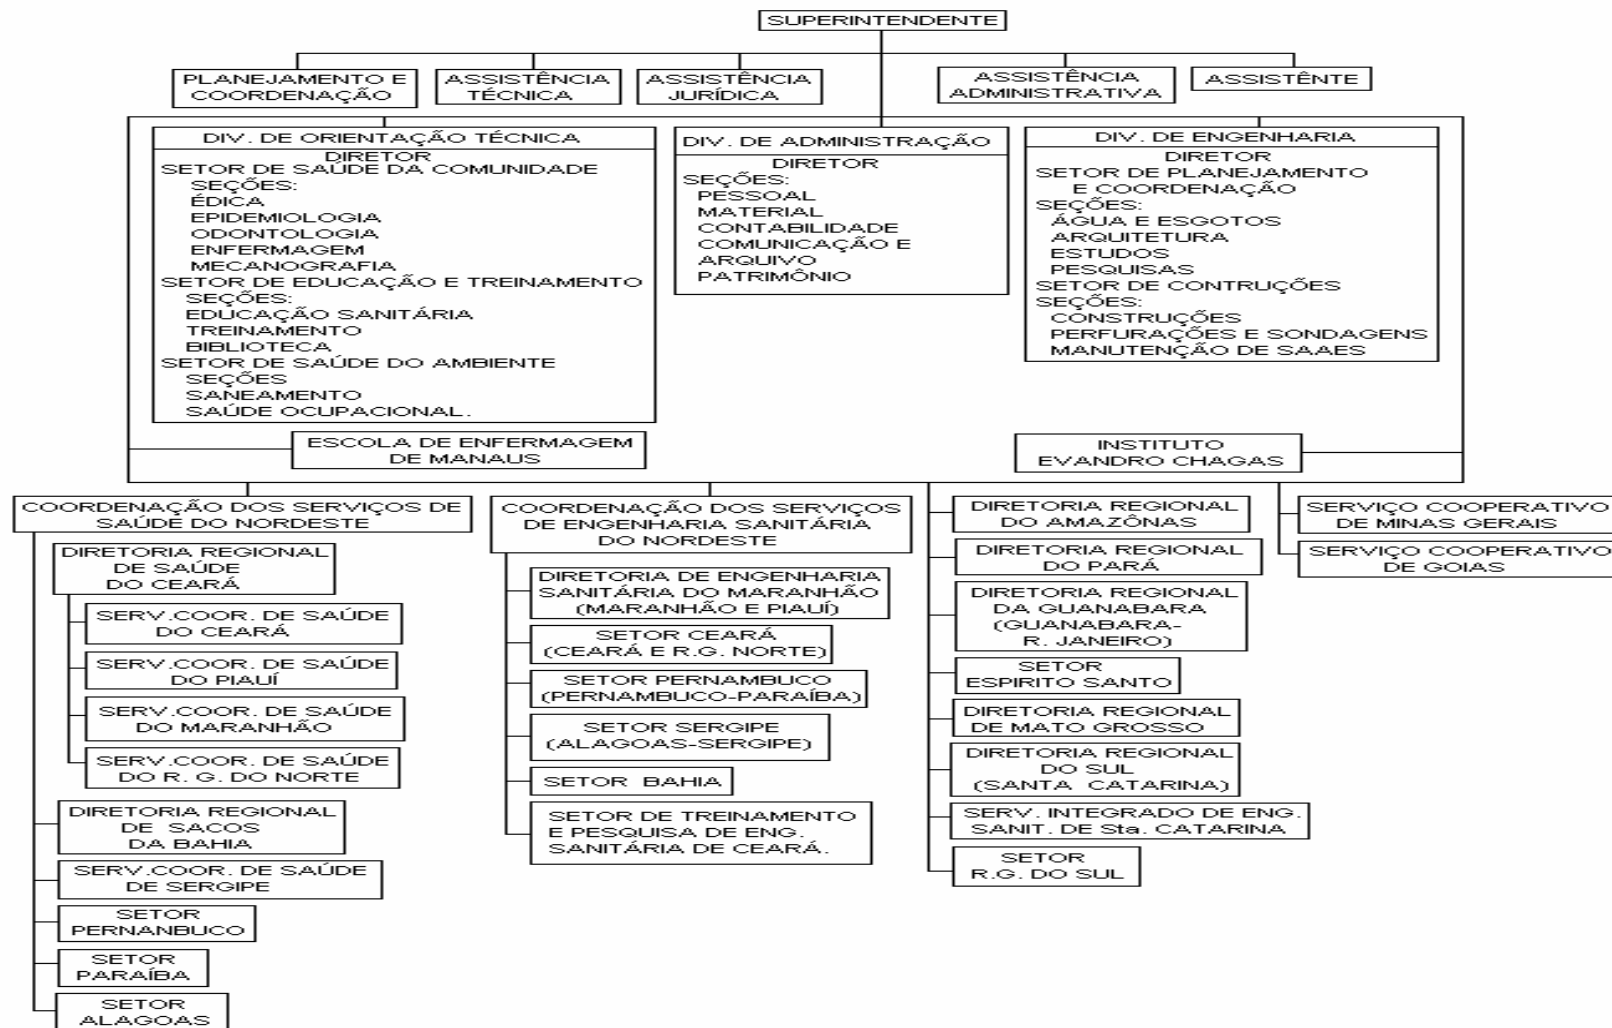 SUPERINTENDENTE
PLANEJAMENTO E
COORDENAÇÃO
ASSISTÊNCIA
TÉCNICA
ASSISTÊNCIA
JURÍDICA
ASSISTÊNCIA
ADMINISTRATIVA
ASSISTÊNTE
DIV. DE ORIENTAÇÃO TÉCNICA
DIRETOR
SETOR DE SAÚDE DA COMUNIDADE
SEÇÕES:
ÉDICA
EPIDEMIOLOGIA
ODONTOLOGIA
ENFERMAGEM
MECANOGRAFIA
SETOR DE EDUCAÇÃO E TREINAMENTO
SEÇÕES:
EDUCAÇÃO SANITÁRIA
TREINAMENTO
BIBLIOTECA
SETOR DE SAÚDE DO AMBIENTE
SEÇÕES
SANEAMENTO
SAÚDE OCUPACIONAL.
DIV. DE ADMINISTRAÇÃO
DIRETOR
SEÇÕES:
PESSOAL
MATERIAL
CONTABILIDADE
COMUNICAÇÃO E
ARQUIVO
PATRIMÔNIO
DIV. DE ENGENHARIA
DIRETOR
SETOR DE PLANEJAMENTO
E COORDENAÇÃO
SEÇÕES:
ÁGUA E ESGOTOS
ARQUITETURA
ESTUDOS
PESQUISAS
SETOR DE CONTRUÇÕES
SEÇÕES:
CONSTRUÇÕES
PERFURAÇÕES E SONDAGENS
MANUTENÇÃO DE SAAES
ESCOLA DE ENFERMAGEM
DE MANAUS
INSTITUTO
EVANDRO CHAGAS
COORDENAÇÃO DOS SERVIÇOS DE
SAÚDE DO NORDESTE
DIRETORIA REGIONAL
DE SAÚDE
DO CEARÁ
SERV.COOR. DE SAÚDE
DO CEARÁ
SERV.COOR. DE SAÚDE
DO PIAUÍ
SERV.COOR. DE SAÚDE
DO MARANHÃO
SERV.COOR. DE SAÚDE
DO R. G. DO NORTE
DIRETORIA REGIONAL
DE SACOS
DA BAHIA
SERV.COOR. DE SAÚDE
DE SERGIPE
SETOR
PERNANBUCO
SETOR
PARAÍBA
SETOR
ALAGOAS
COORDENAÇÃO DOS SERVIÇOS
DE ENGENHARIA SANITÁRIA
DO NORDESTE
DIRETORIA DE ENGENHARIA
SANITÁRIA DO MARANHÃO
(MARANHÃO E PIAUÍ)
SETOR CEARÁ
(CEARÁ E R.G. NORTE)
SETOR PERNAMBUCO
(PERNAMBUCO-PARAÍBA)
SETOR SERGIPE
(ALAGOAS-SERGIPE)
SETOR BAHIA
SETOR DE TREINAMENTO
E PESQUISA DE ENG.
SANITÁRIA DE CEARÁ.
DIRETORIA REGIONAL
DO AMAZÔNAS
DIRETORIA REGIONAL
DO PARÁ
DIRETORIA REGIONAL
DA GUANABARA
(GUANABARA-
R. JANEIRO)
SETOR
ESPIRITO SANTO
DIRETORIA REGIONAL
DE MATO GROSSO
DIRETORIA REGIONAL
DO SUL
(SANTA CATARINA)
SERV. INTEGRADO DE ENG.
SANIT. DE Sta. CATARINA
SETOR
R.G. DO SUL
SERVIÇO COOPERATIVO
DE MINAS GERAIS
SERVIÇO COOPERATIVO
DE GOIAS